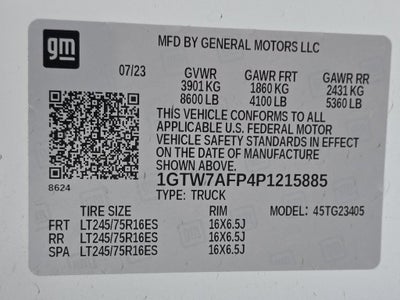 gm
MFD BY GENERAL MOTORS LLC
07/23 GVWR GAWR FRT GAWR RR
3901 KG 1860 KG 2431 KG
8600 LB 4100 LB 5360 LB
THIS VEHICLE CONFORMS TO ALL
APPLICABLE U.S. FEDERAL MOTOR
VEHICLE SAFETY STANDARDS IN EFFECT
ON THE DATE OF MANUFACTURE
SHOWN ABOVE.
8624
1GTW7AFP4P1215885
TYPE: TRUCK
TIRE SIZE RIM MODEL: 45TG23405
FRT LT245/75R16ES 16X6.5J
RR LT245/75R16ES 16X6.5J
SPA LT245/75R16ES 16X6.5J